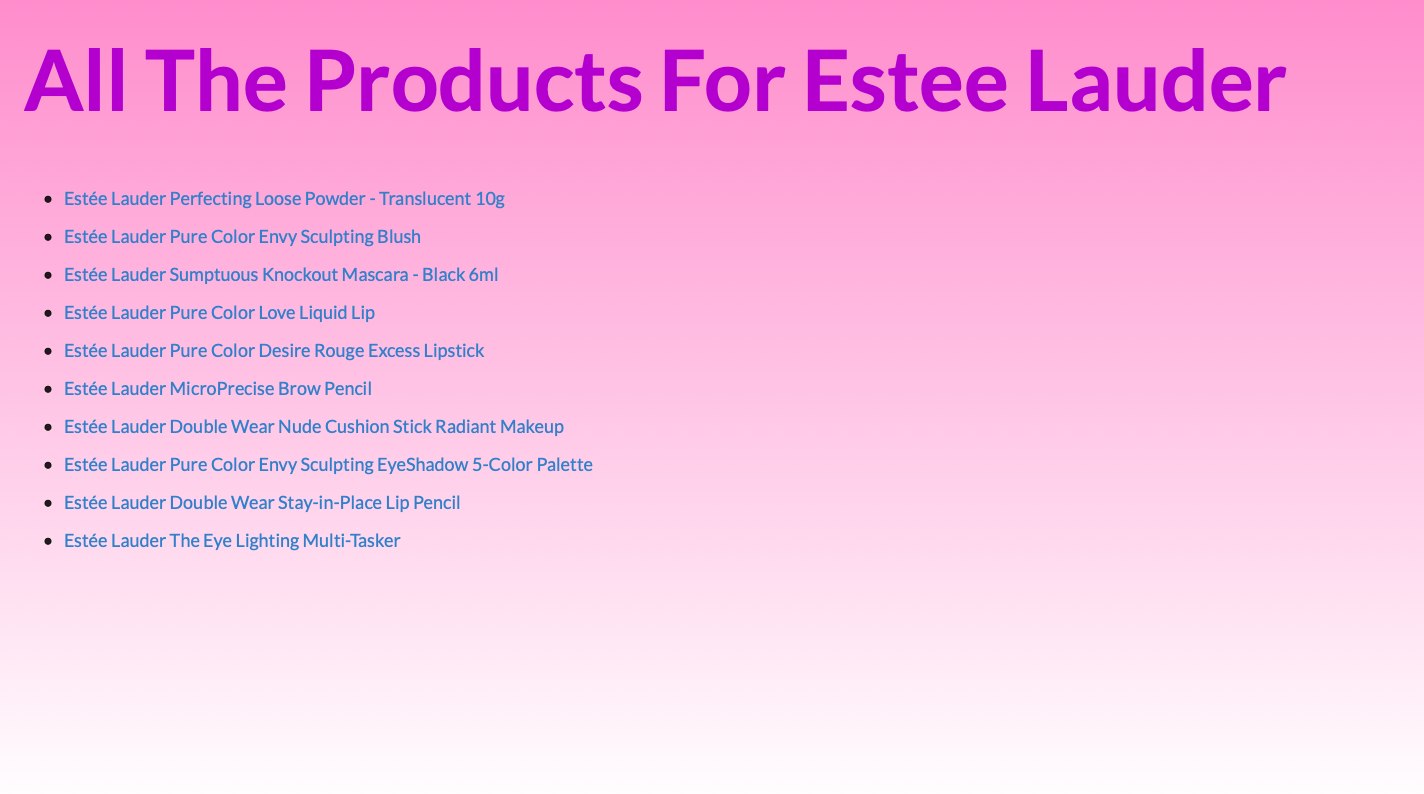 All The Products For Estee Lauder
Estée Lauder Perfecting Loose Powder - Translucent 10g
Estée Lauder Pure Color Envy Sculpting Blush
Estée Lauder Sumptuous Knockout Mascara - Black 6ml
Estée Lauder Pure Color Love Liquid Lip
Estée Lauder Pure Color Desire Rouge Excess Lipstick
Estée Lauder MicroPrecise Brow Pencil
Estée Lauder Double Wear Nude Cushion Stick Radiant Makeup
Estée Lauder Pure Color Envy Sculpting EyeShadow 5-Color Palette
Estée Lauder Double Wear Stay-in-Place Lip Pencil
Estée Lauder The Eye Lighting Multi-Tasker